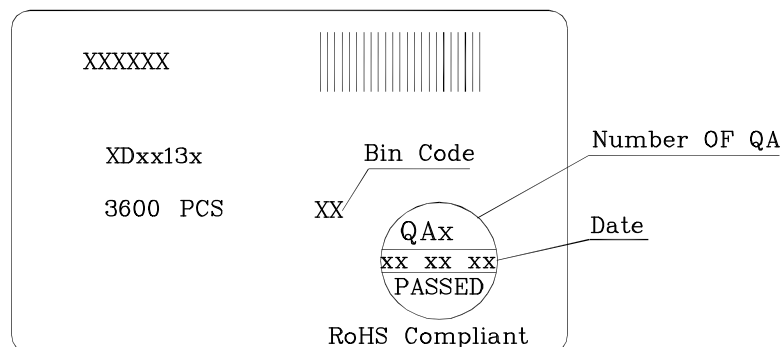 XXXXXX
XDxx13x
Bin Code
Number OF QA
3600 PCS
XX
QAx
Date
xx xx xx
PASSED
RoHS Compliant